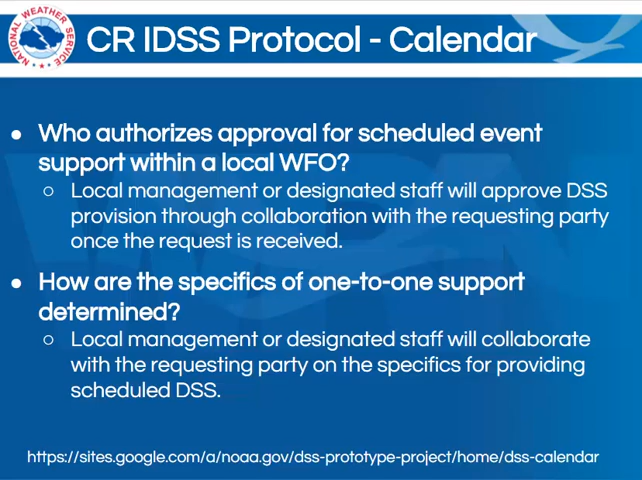 NATIONAL WEATHER SERVICE
CR IDSS Protocol - Calendar
● Who authorizes approval for scheduled event
support within a local WFO?
○ Local management or designated staff will approve DSS
provision through collaboration with the requesting party
once the request is received.
● How are the specifics of one-to-one support
determined?
○ Local management or designated staff will collaborate
with the requesting party on the specifics for providing
scheduled DSS.
https://sites.google.com/a/noaa.gov/dss-prototype-project/home/dss-calendar